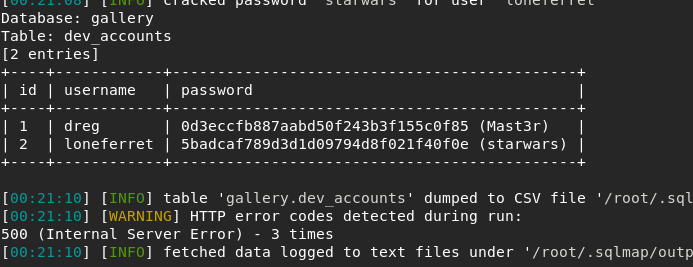 [00:21:08] [INFO] cracked password 'starwars' for user 'loneferret'
Database: gallery
Table: dev_accounts
[2 entries]
+----+------------+---------------------------------------------+
| id | username   | password                                    |
+----+------------+---------------------------------------------+
| 1  | dreg       | 0d3eccfb887aabd50f243b3f155c0f85 (Mast3r)   |
| 2  | loneferret | 5badcaf789d3d1d09794d8f021f40f0e (starwars) |
+----+------------+---------------------------------------------+
[00:21:10] [INFO] table 'gallery.dev_accounts' dumped to CSV file '/root/.sql
[00:21:10] [WARNING] HTTP error codes detected during run:
500 (Internal Server Error) - 3 times
[00:21:10] [INFO] fetched data logged to text files under '/root/.sqlmap/outp